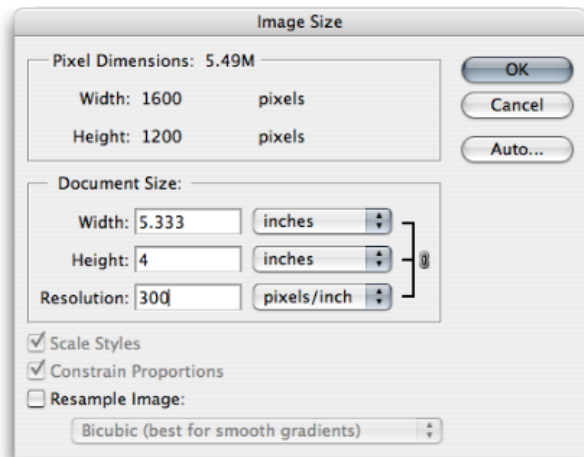 Image Size
Pixel Dimensions: 5.49M
Width: 1600 pixels
Height: 1200 pixels
OK
Cancel
Auto...
Document Size:
Width: 5.333 inches
Height: 4 inches
Resolution: 300 pixels/inch
Scale Styles
Constrain Proportions
Resample Image:
Bicubic (best for smooth gradients)